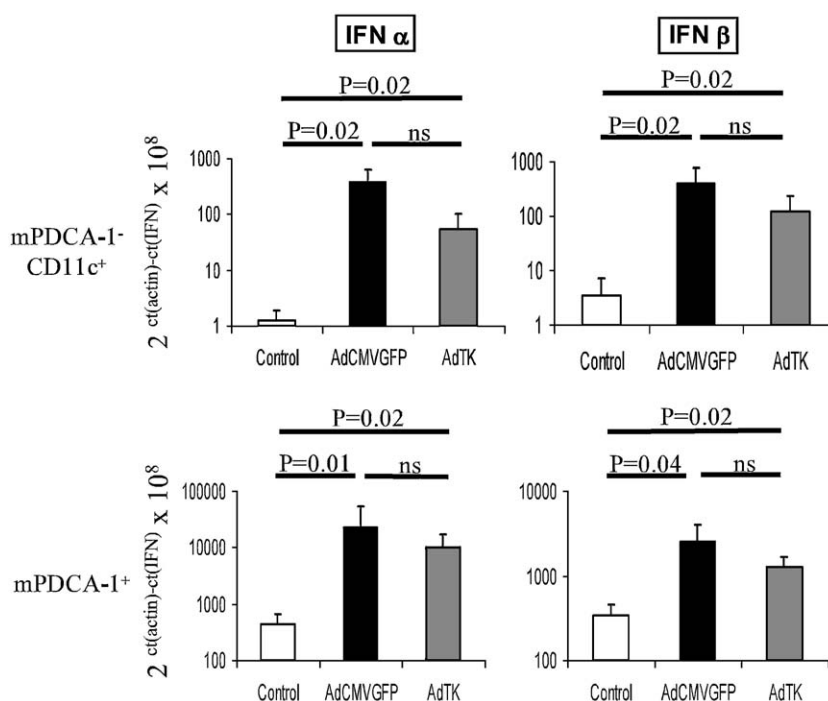 IFN α
IFN β
P=0.02
P=0.02
P=0.02 ns
P=0.02 ns
mPDCA-1⁻
CD11c⁺
2 ct(actin)-ct(IFN) x 10⁸
1000
100
10
1
Control AdCMVGFP AdTK
1000
100
10
1
Control AdCMVGFP AdTK
P=0.02
P=0.02
P=0.01 ns
P=0.04 ns
mPDCA-1⁺
2 ct(actin)-ct(IFN) x 10⁸
100000
10000
1000
100
Control AdCMVGFP AdTK
10000
1000
100
Control AdCMVGFP AdTK